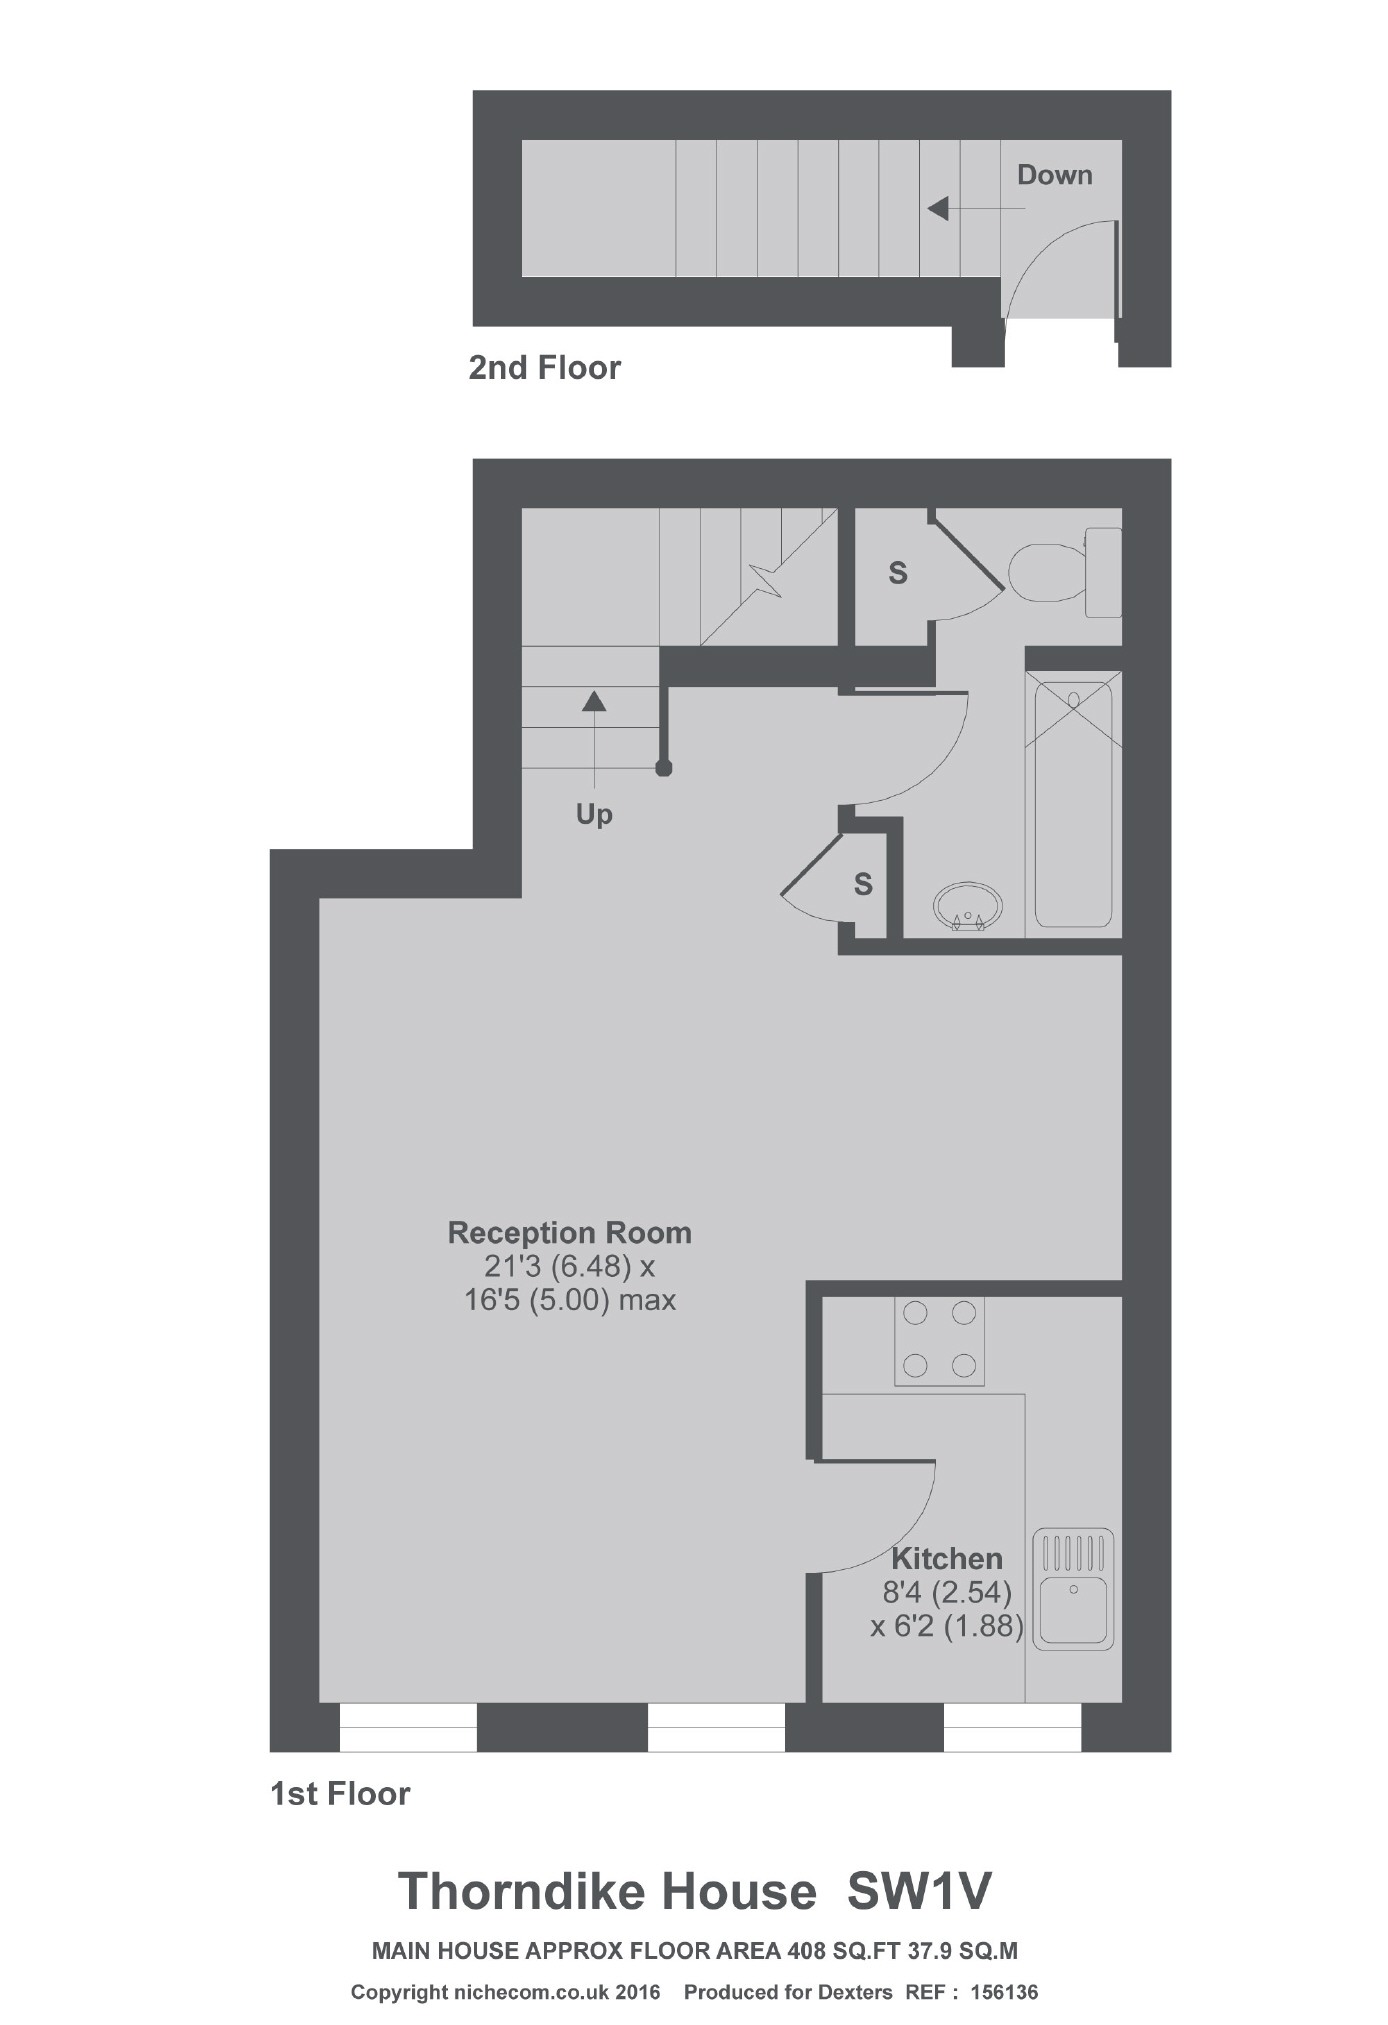 Down
2nd Floor
S
Up
S
Reception Room
21'3 (6.48) x
16'5 (5.00) max
Kitchen
8'4 (2.54)
x 6'2 (1.88)
1st Floor
Thorndike House SW1V
MAIN HOUSE APPROX FLOOR AREA 408 SQ.FT 37.9 SQ.M
Copyright nichecom.co.uk 2016 Produced for Dexters REF : 156136